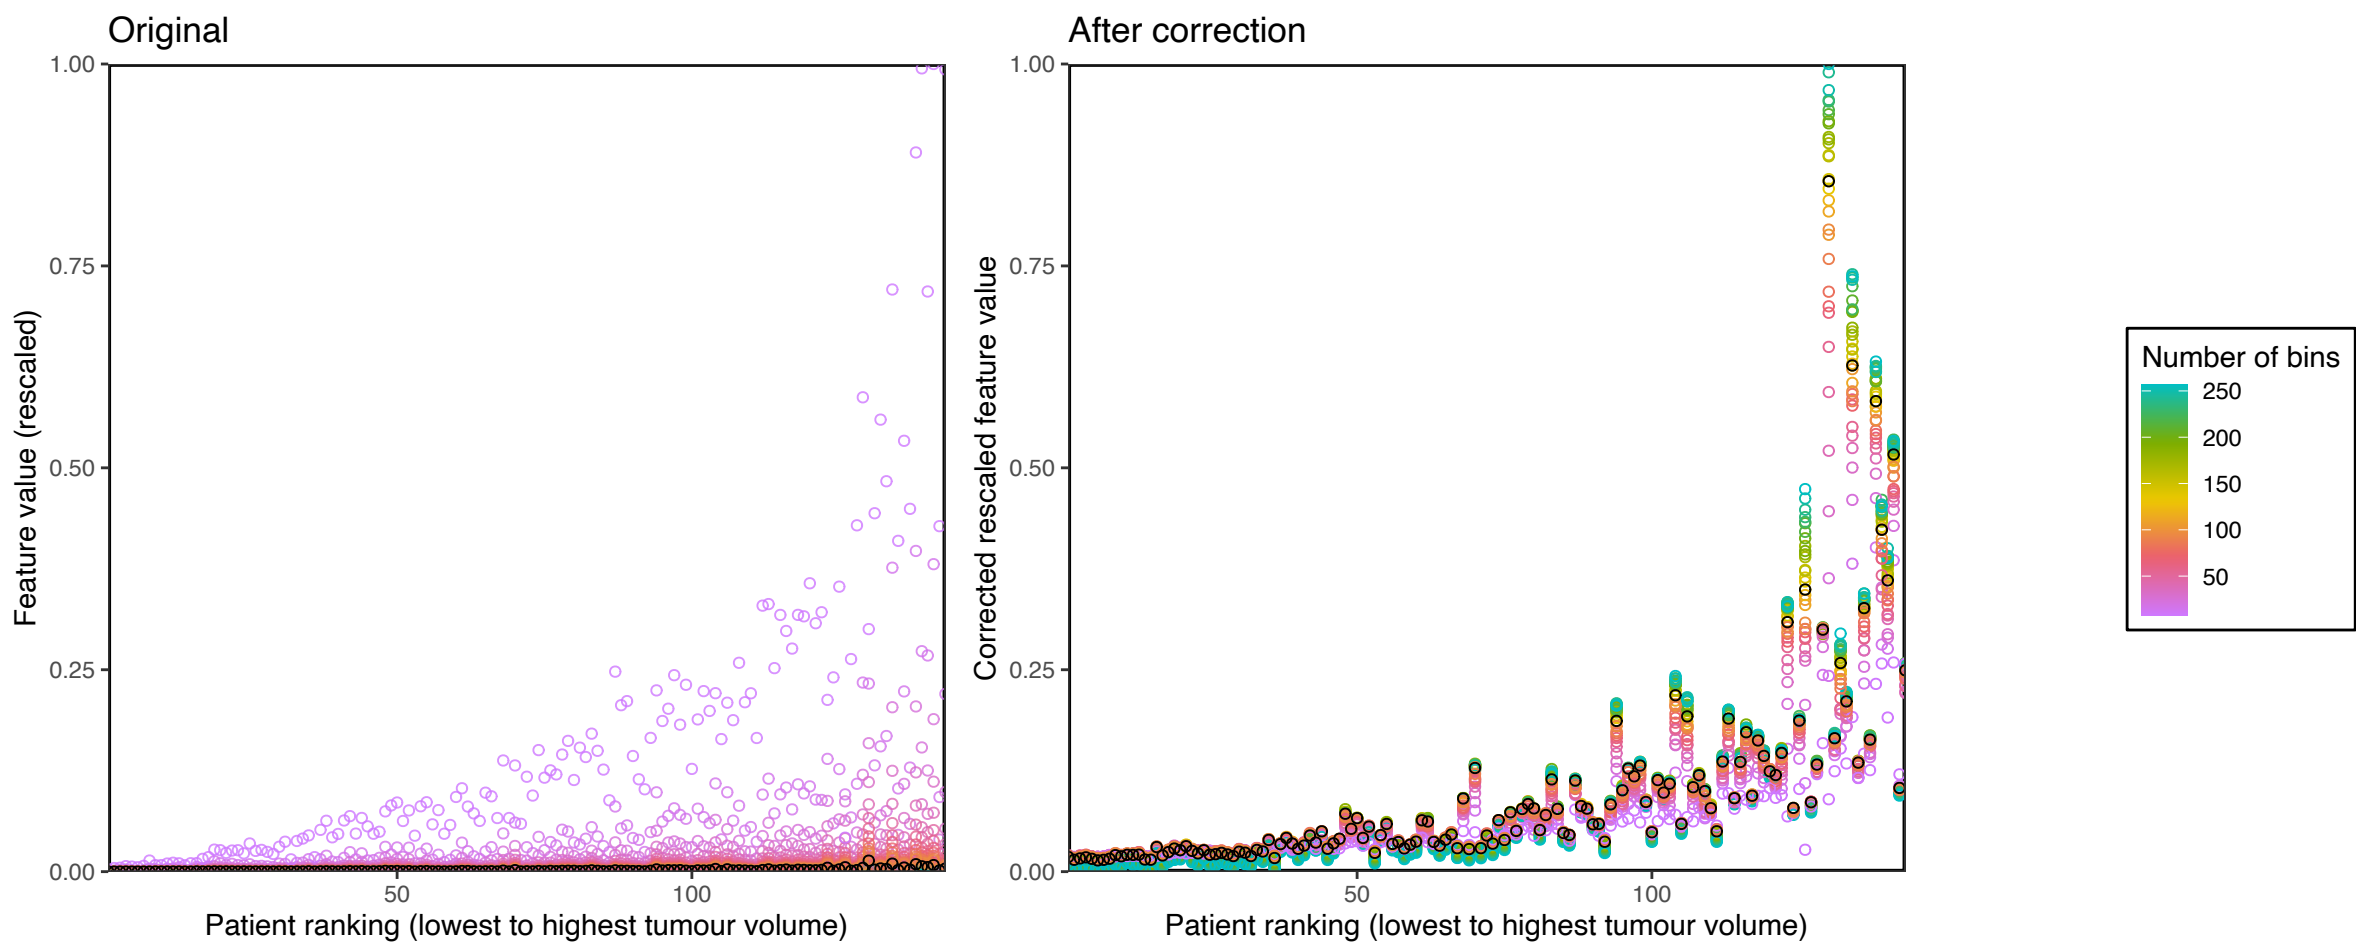 Original
Feature value (rescaled)
1.00
0.75
0.50
0.25
0.00
50
100
Patient ranking (lowest to highest tumour volume)
After correction
Corrected rescaled feature value
1.00
0.75
0.50
0.25
0.00
50
100
Patient ranking (lowest to highest tumour volume)
Number of bins
250
200
150
100
50